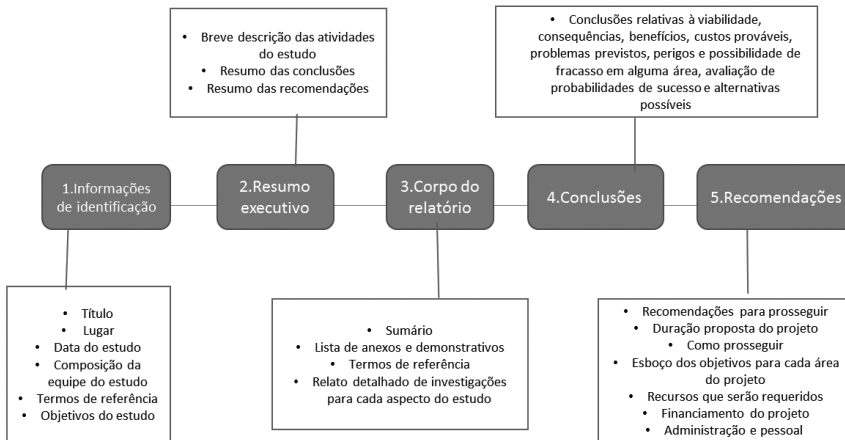 • Breve descrição das atividades
do estudo
• Resumo das conclusões
• Resumo das recomendações
• Conclusões relativas à viabilidade,
consequências, benefícios, custos prováveis,
problemas previstos, perigos e possibilidade de
fracasso em alguma área, avaliação de
probabilidades de sucesso e alternativas
possíveis
1.Informações
de identificação
2.Resumo
executivo
3.Corpo do
relatório
4.Conclusões
5.Recomendações
• Título
• Lugar
• Data do estudo
• Composição da
equipe do estudo
• Termos de referência
• Objetivos do estudo
• Sumário
• Lista de anexos e demonstrativos
• Termos de referência
• Relato detalhado de investigações
para cada aspecto do estudo
• Recomendações para prosseguir
• Duração proposta do projeto
• Como prosseguir
• Esboço dos objetivos para cada área
do projeto
• Recursos que serão requeridos
• Financiamento do projeto
• Administração e pessoal